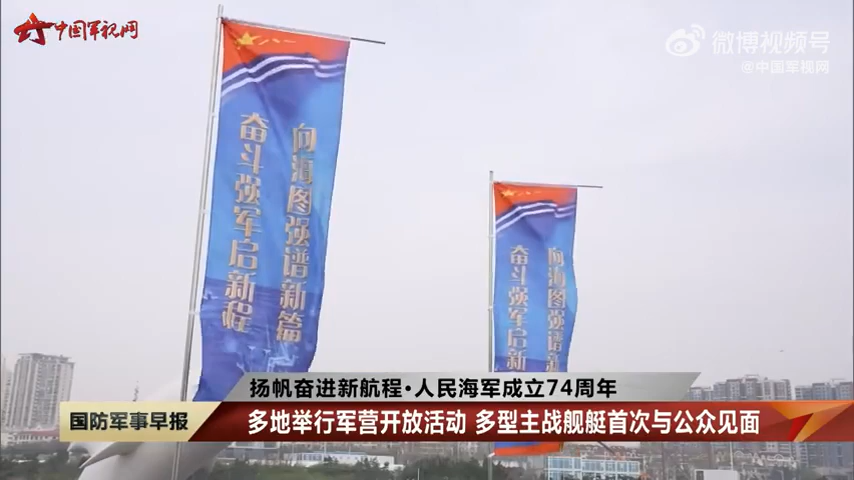 中国军视网
微博视频号
@中国军视网
向海图强谱新篇
奋斗强军启新程
向海图强谱新
奋斗强军启新
扬帆奋进新航程·人民海军成立74周年
国防军事早报
多地举行军营开放活动 多型主战舰艇首次与公众见面